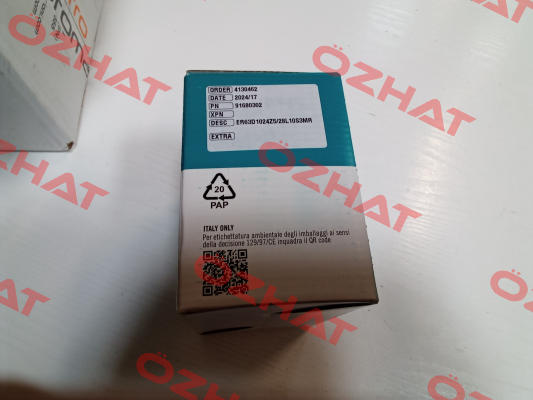 ORDER 4130462
DATE 2024/17
PN 91680302
XPN
DESC ER63D1024Z5/28L10S3MR
EXTRA
20
PAP
ITALY ONLY
Per etichettatura ambientale degli imballaggi ai sensi
della decisione 129/97/CE inquadra il QR code
ÖZHAT
ÖZHAT
ÖZHAT
ÖZHAT
ÖZHAT
ÖZHAT
ÖZHAT
ÖZHAT